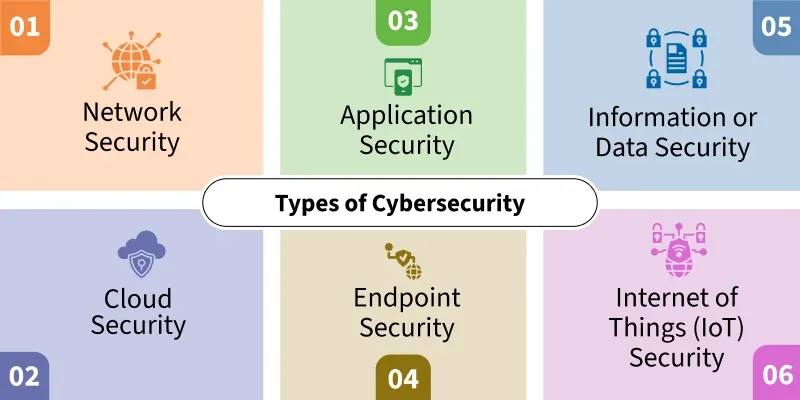 01
Network
Security
03
Application
Security
05
Information or
Data Security
Types of Cybersecurity
Cloud
Security
02
Endpoint
Security
04
Internet of
Things (IoT)
Security
06